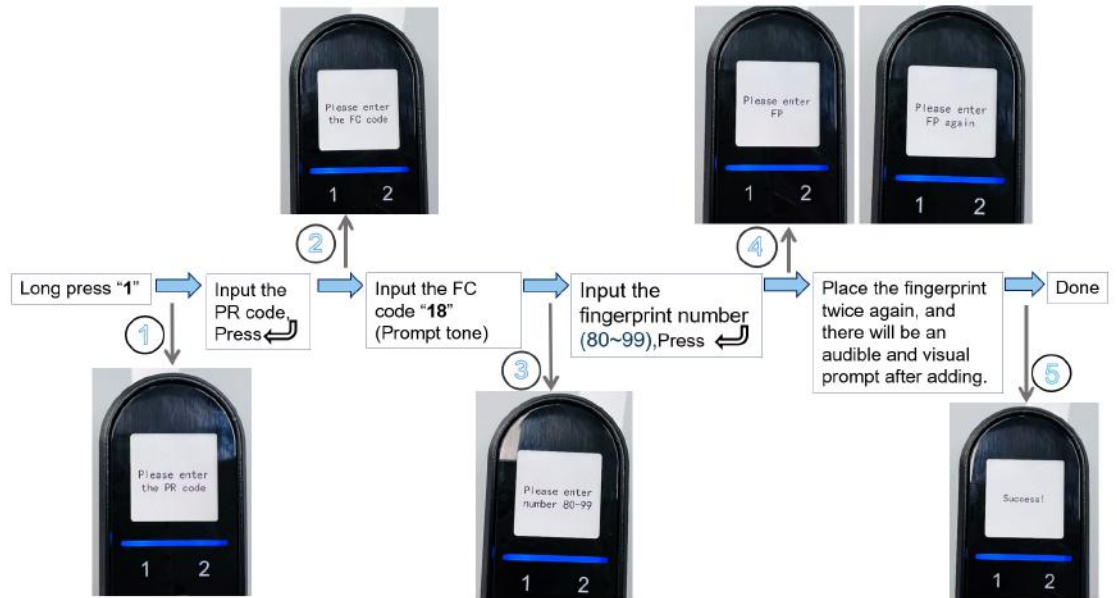 Please enter
the FC code
1 2
Please enter
FP
1 2
Please enter
FP again
1 2
2
4
Long press “1”
Input the
PR code,
Press
Input the FC
code “18”
(Prompt tone)
Input the
fingerprint number
(80~99),Press
Place the fingerprint
twice again, and
there will be an
audible and visual
prompt after adding.
Done
1
3
5
Please enter
the PR code
1 2
Please enter
number 80-99
1 2
Success!
1 2